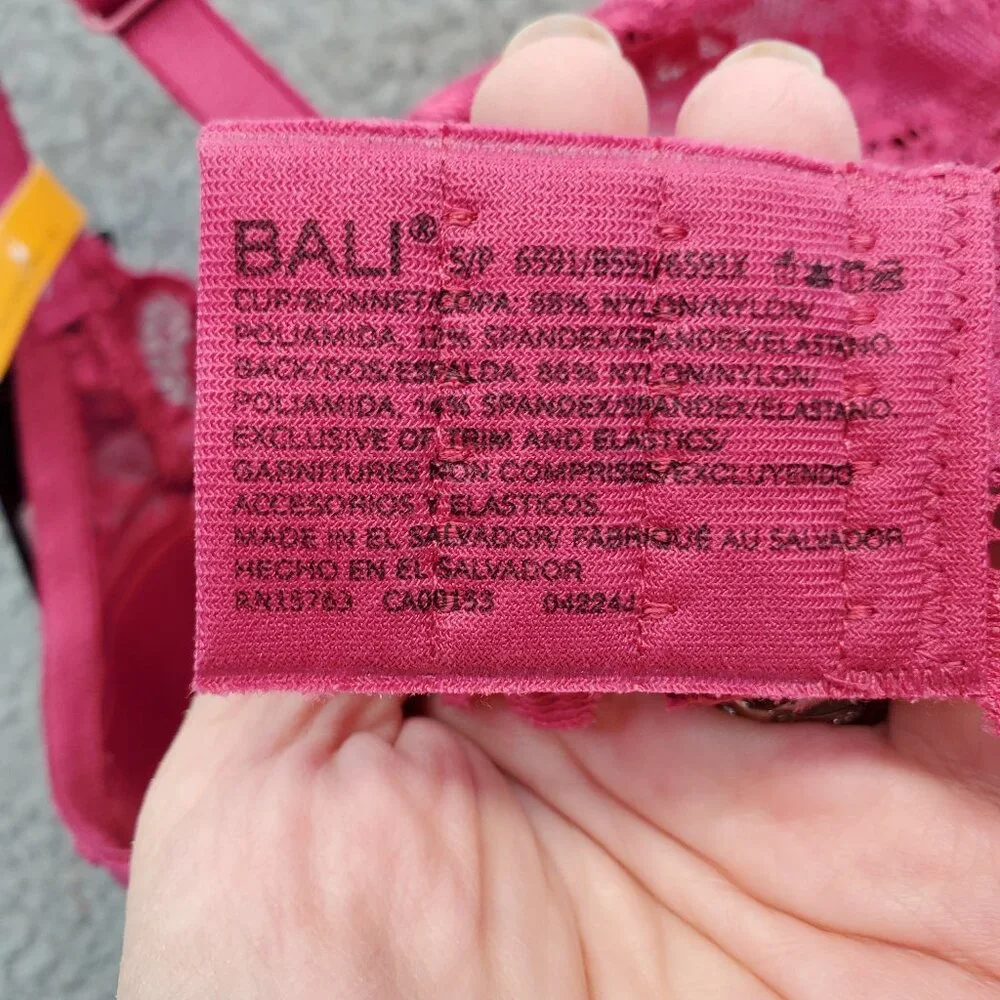 BALI® S/P 6591/B591/6591X
CUP/BONNET/COPA: 88% NYLON/NYLON/
POLIAMIDA, 12% SPANDEX/SPANDEX/ELASTANO.
BACK/DOS/ESPALDA: 86% NYLON/NYLON/
POLIAMIDA, 14% SPANDEX/SPANDEX/ELASTANO.
EXCLUSIVE OF TRIM AND ELASTICS/
GARNITURES NON COMPRISES/EXCLUYENDO
ACCESORIOS Y ELASTICOS.
MADE IN EL SALVADOR/ FABRIQUÉ AU SALVADOR
HECHO EN EL SALVADOR
RN15763 CA00153 04224J